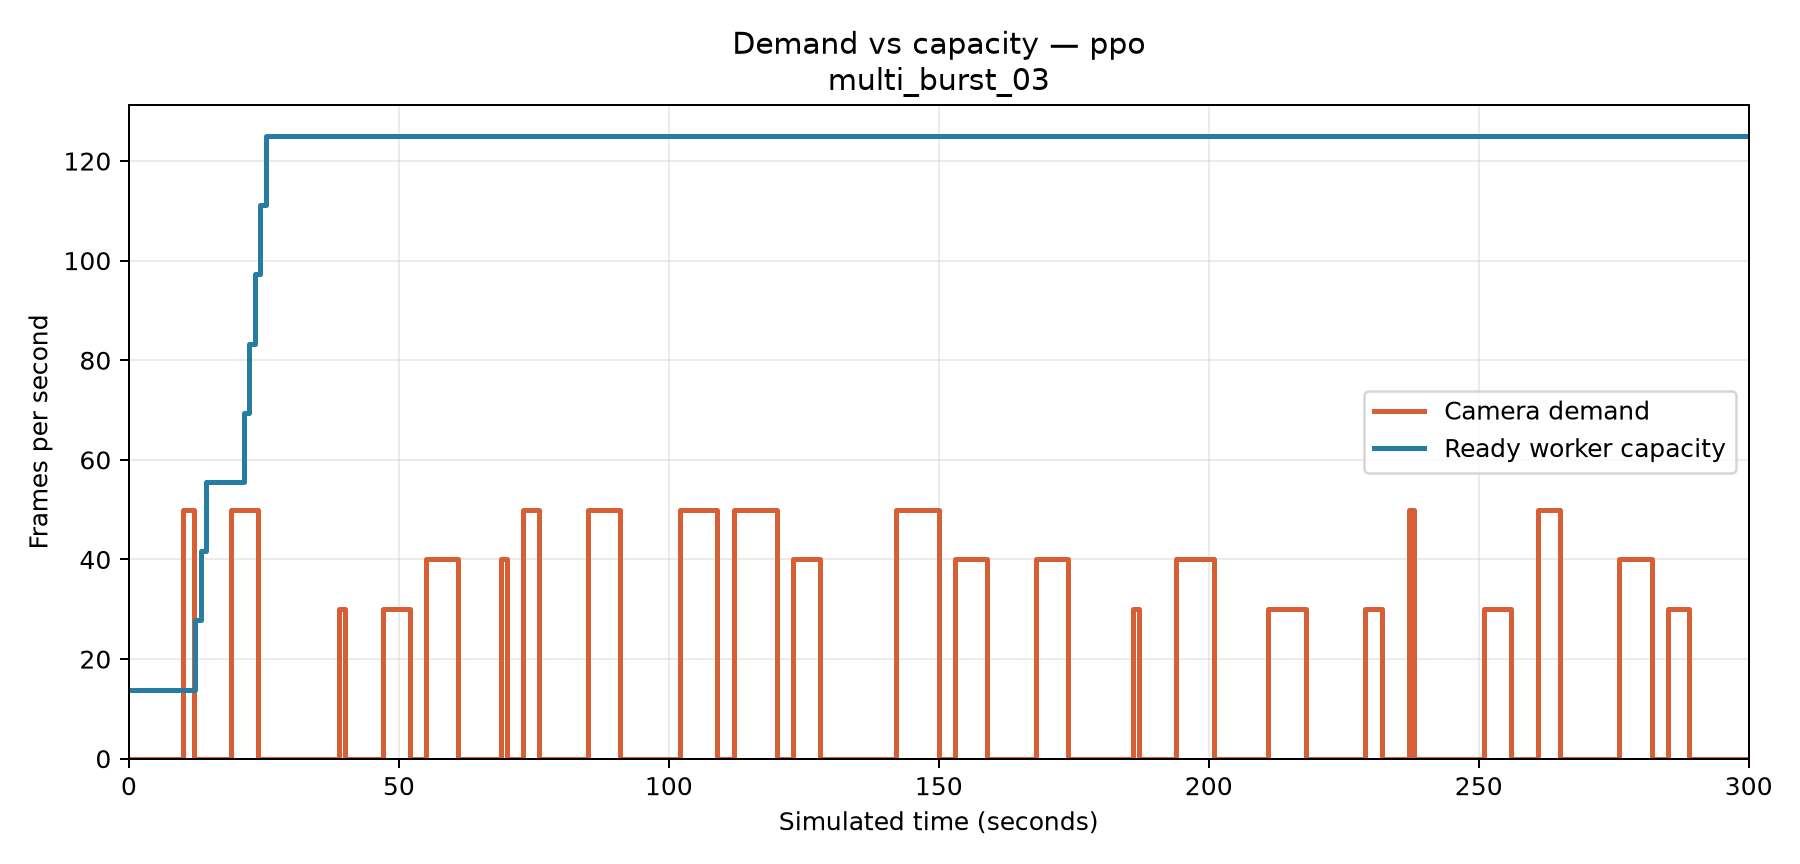 Demand vs capacity — ppo
multi_burst_03
Frames per second
120
100
80
60
40
20
0
Camera demand
Ready worker capacity
0 50 100 150 200 250 300
Simulated time (seconds)